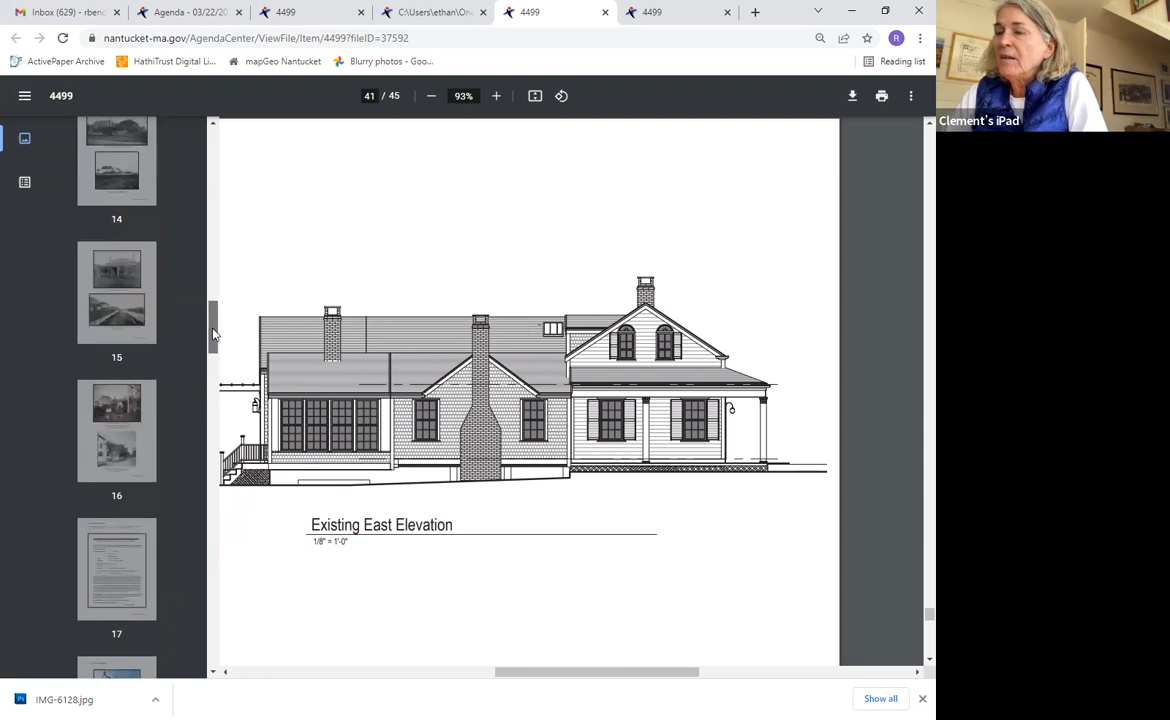 Inbox (629) - rbenc
Agenda - 03/22/20
4499
C:\Users\ethan\One
4499
4499
nantucket-ma.gov/AgendaCenter/ViewFile/Item/4499?fileID=37592
R
ActivePaper Archive
HathiTrust Digital Li...
mapGeo Nantucket
Blurry photos - Goo...
Reading list
4499
41 / 45
93%
Clement's iPad
14
15
16
17
Existing East Elevation
1/8" = 1'-0"
IMG-6128.jpg
Show all